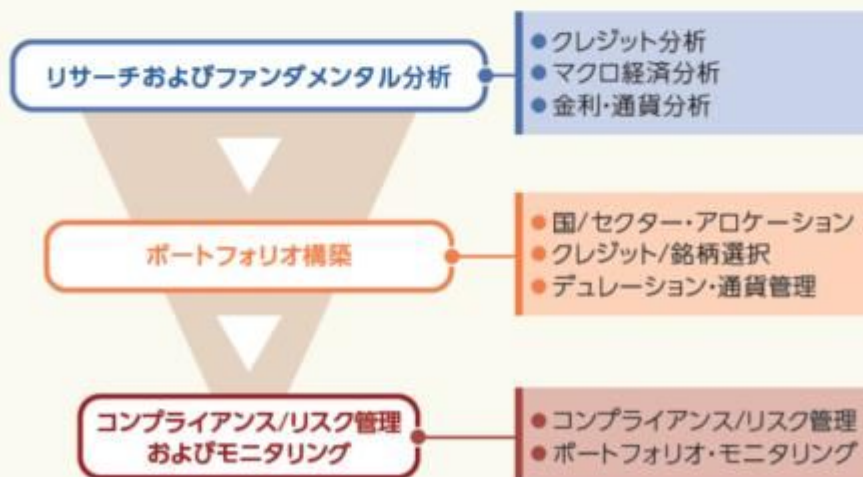 リサーチおよびファンダメンタル分析
●クレジット分析
●マクロ経済分析
●金利・通貨分析
ポートフォリオ構築
●国/セクター・アロケーション
●クレジット/銘柄選択
●デュレーション・通貨管理
コンプライアンス/リスク管理
およびモニタリング
●コンプライアンス/リスク管理
●ポートフォリオ・モニタリング